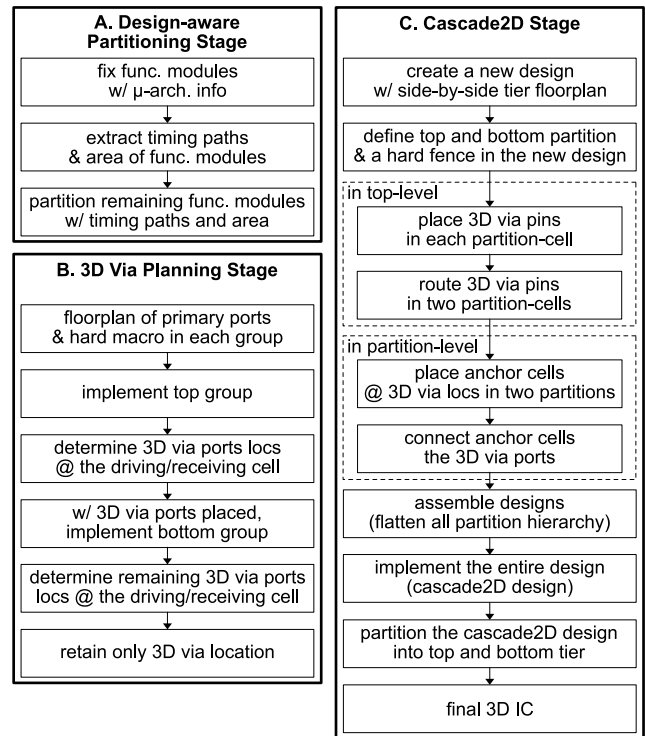 A. Design-aware
Partitioning Stage
fix func. modules
w/ μ-arch. info
extract timing paths
& area of func. modules
partition remaining func. modules
w/ timing paths and area
B. 3D Via Planning Stage
floorplan of primary ports
& hard macro in each group
implement top group
determine 3D via ports locs
@ the driving/receiving cell
w/ 3D via ports placed,
implement bottom group
determine remaining 3D via ports
locs @ the driving/receiving cell
retain only 3D via location
C. Cascade2D Stage
create a new design
w/ side-by-side tier floorplan
define top and bottom partition
& a hard fence in the new design
in top-level
place 3D via pins
in each partition-cell
route 3D via pins
in two partition-cells
in partition-level
place anchor cells
@ 3D via locs in two partitions
connect anchor cells
the 3D via ports
assemble designs
(flatten all partition hierarchy)
implement the entire design
(cascade2D design)
partition the cascade2D design
into top and bottom tier
final 3D IC